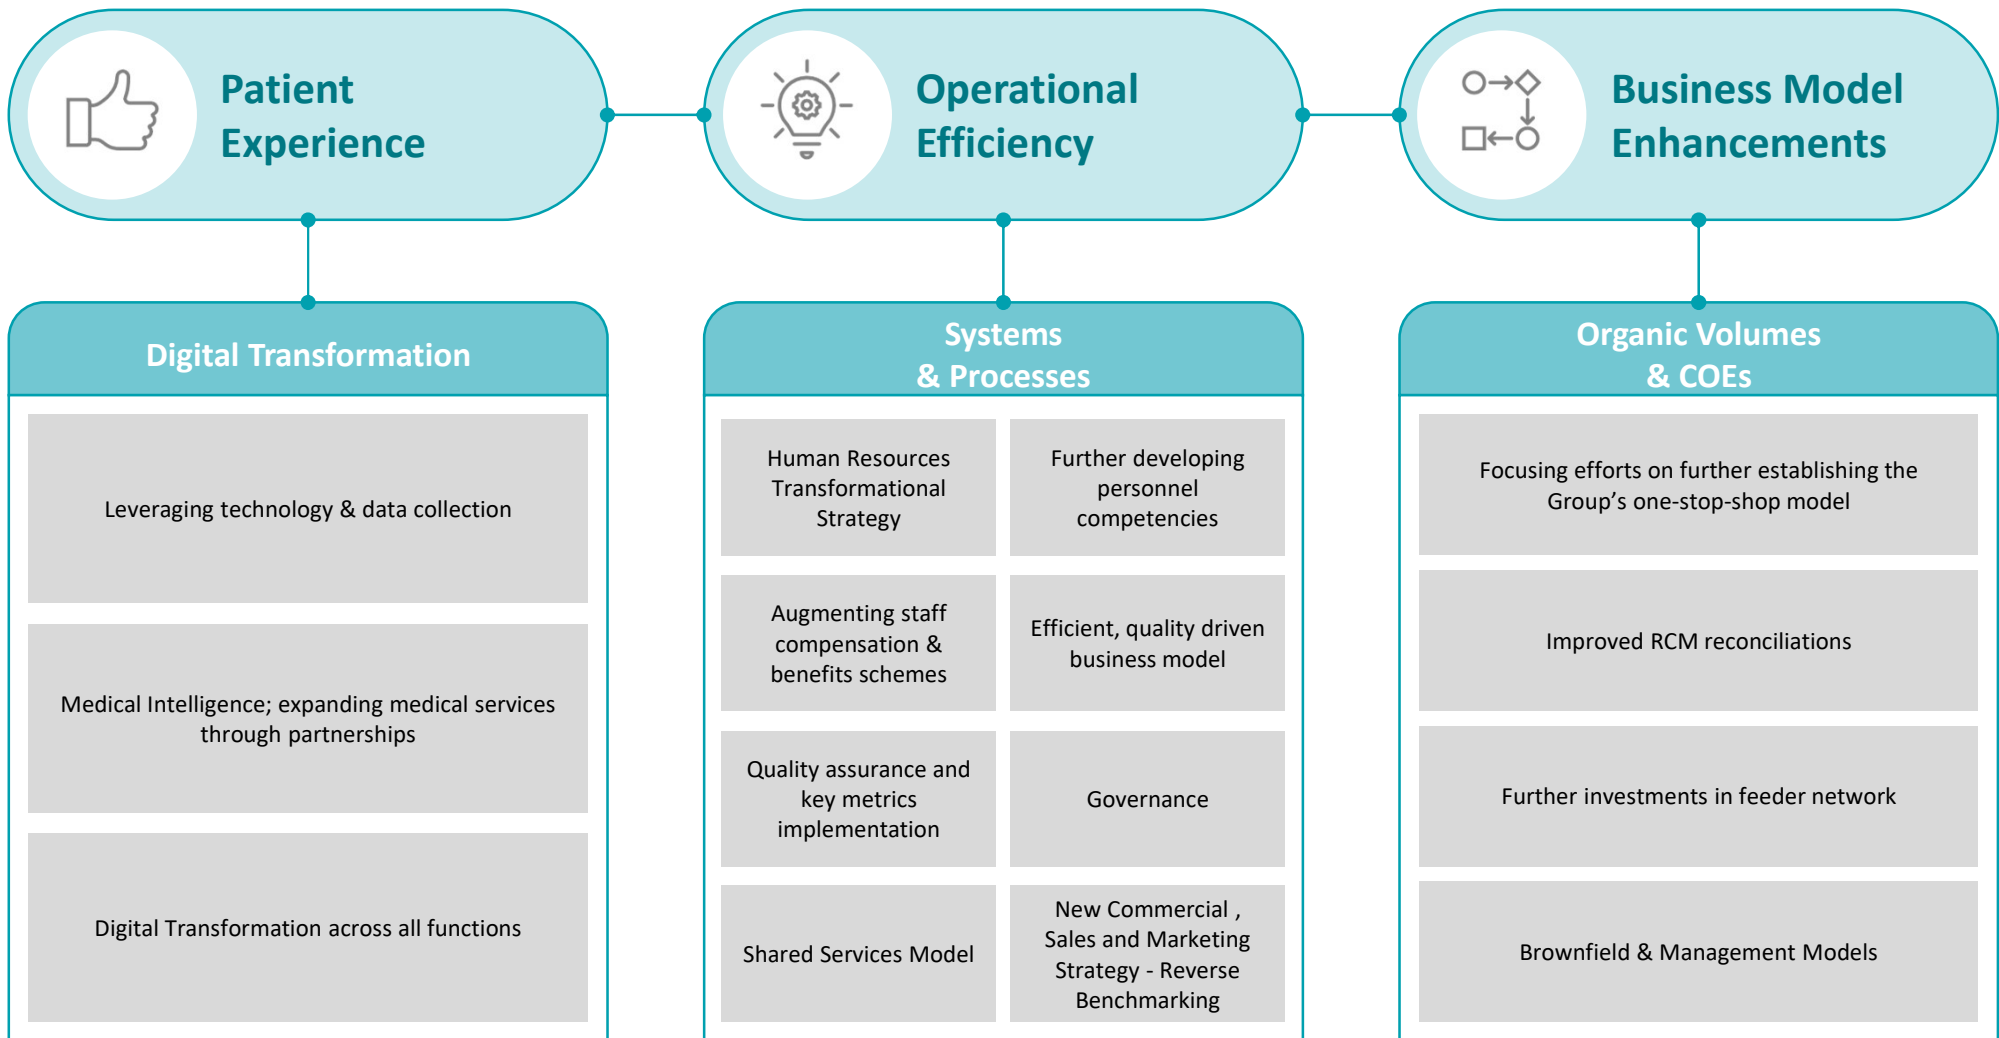 Patient
Experience
Operational
Efficiency
Business Model
Enhancements
Digital Transformation
Leveraging technology & data collection
Medical Intelligence; expanding medical services
through partnerships
Digital Transformation across all functions
Systems
& Processes
Human Resources
Transformational
Strategy
Further developing
personnel
competencies
Augmenting staff
compensation &
benefits schemes
Efficient, quality driven
business model
Quality assurance and
key metrics
implementation
Governance
Shared Services Model
New Commercial ,
Sales and Marketing
Strategy - Reverse
Benchmarking
Organic Volumes
& COEs
Focusing efforts on further establishing the
Group’s one-stop-shop model
Improved RCM reconciliations
Further investments in feeder network
Brownfield & Management Models